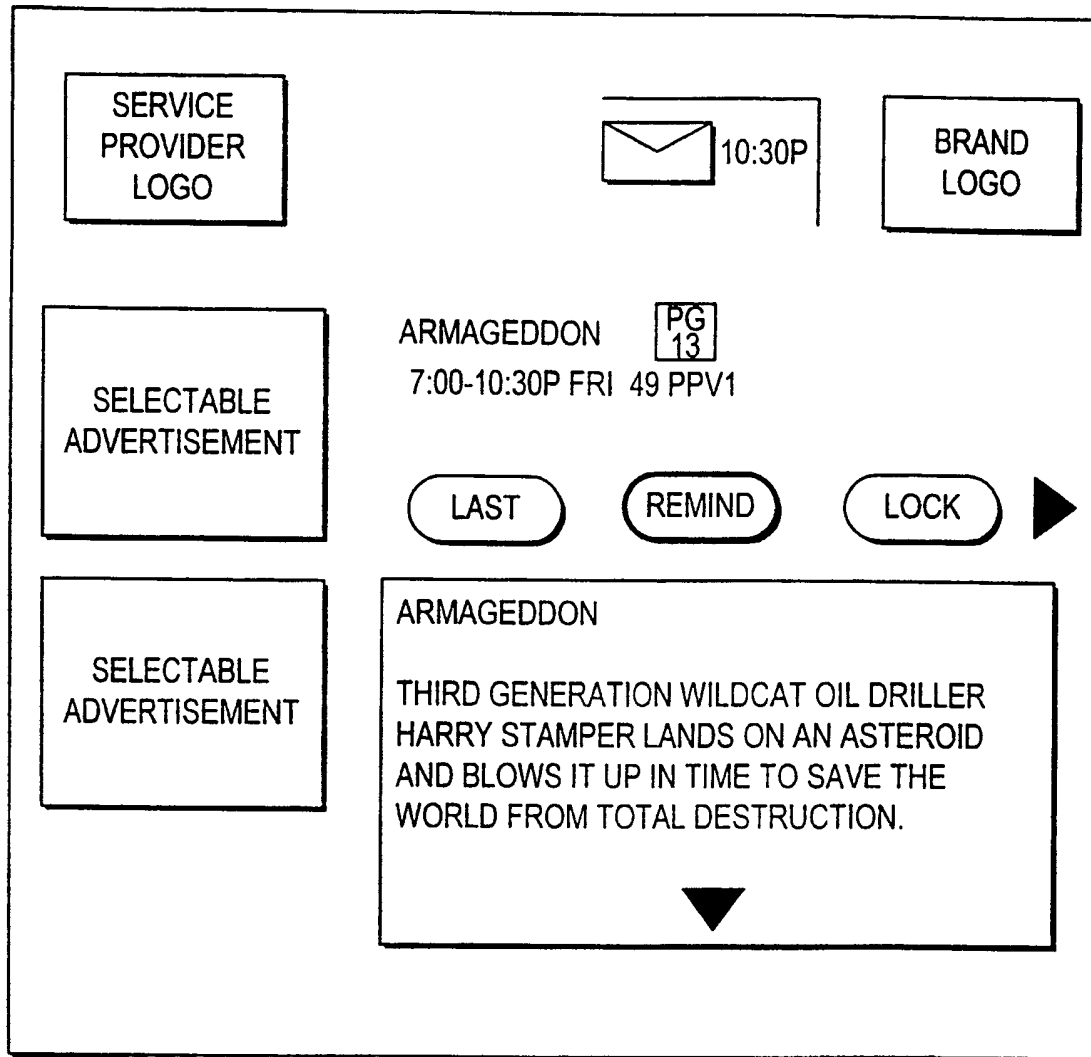 SERVICE
PROVIDER
LOGO
10:30P
BRAND
LOGO
SELECTABLE
ADVERTISEMENT
ARMAGEDDON
PG
13
7:00-10:30P FRI 49 PPV1
LAST
REMIND
LOCK
SELECTABLE
ADVERTISEMENT
ARMAGEDDON
THIRD GENERATION WILDCAT OIL DRILLER
HARRY STAMPER LANDS ON AN ASTEROID
AND BLOWS IT UP IN TIME TO SAVE THE
WORLD FROM TOTAL DESTRUCTION.